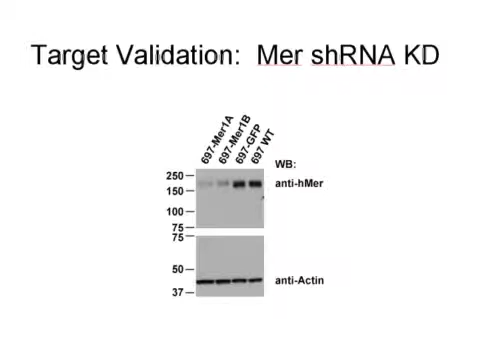 Target Validation: Mer shRNA KD
697-Mer1A
697-Mer1B
697-GFP
697 WT
WB:
250
150
anti-hMer
100
75
75
50
anti-Actin
37